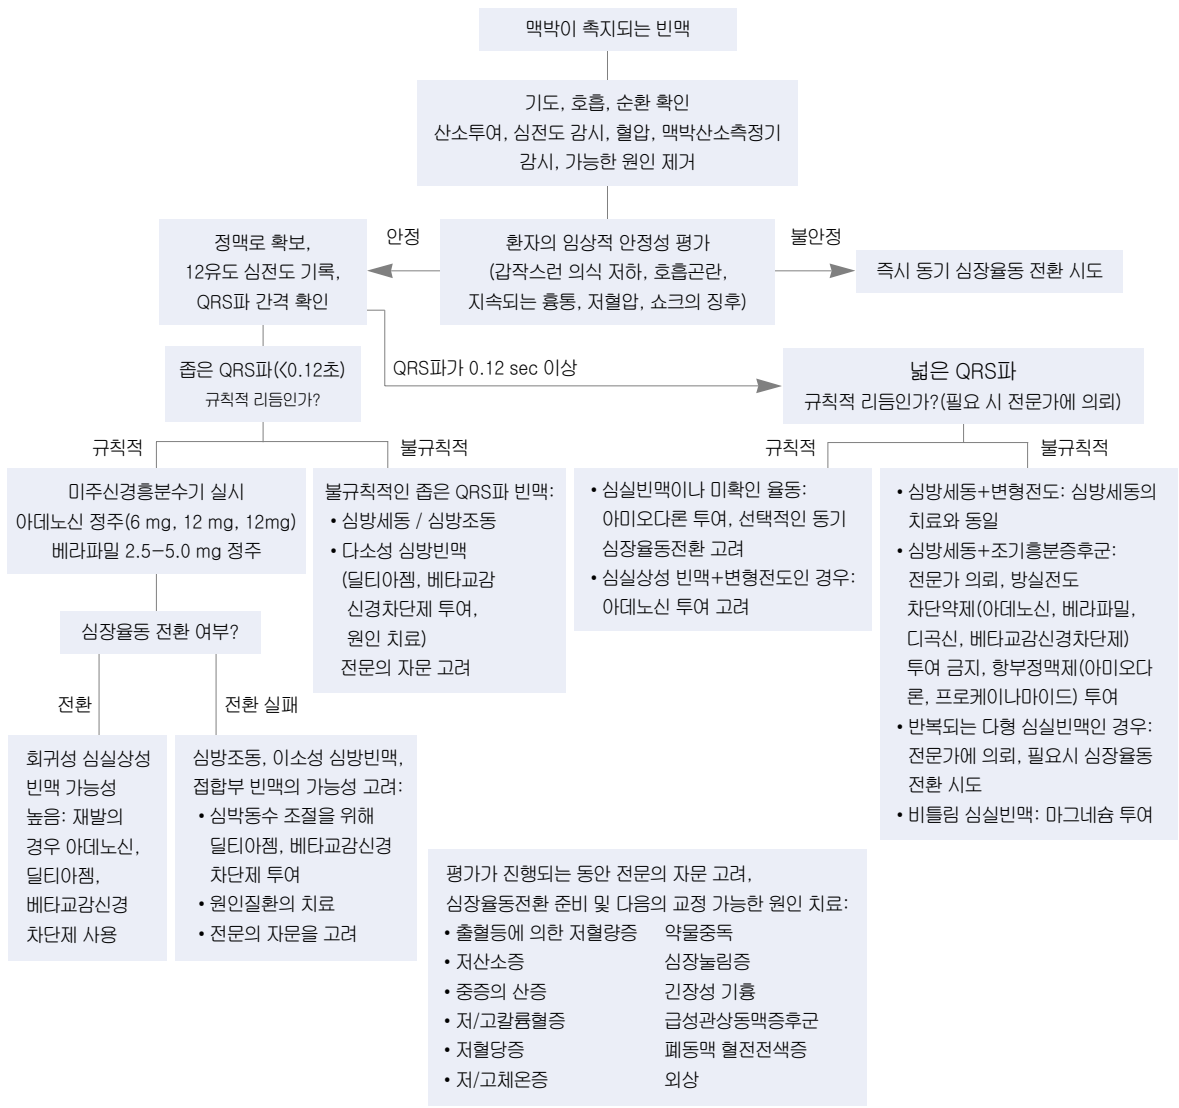 맥박이 촉지되는 빈맥
기도, 호흡, 순환 확인
산소투여, 심전도 감시, 혈압, 맥박산소측정기
감시, 가능한 원인 제거
정맥로 확보,
12유도 심전도 기록,
QRS파 간격 확인
안정
환자의 임상적 안정성 평가
(갑작스런 의식 저하, 호흡곤란,
지속되는 흉통, 저혈압, 쇼크의 징후)
불안정
즉시 동기 심장율동 전환 시도
좁은 QRS파(<0.12초)
규칙적 리듬인가?
QRS파가 0.12 sec 이상
넓은 QRS파
규칙적 리듬인가?(필요 시 전문가에 의뢰)
규칙적
불규칙적
규칙적
불규칙적
미주신경흥분수기 실시
아데노신 정주(6 mg, 12 mg, 12mg)
베라파밀 2.5-5.0 mg 정주
불규칙적인 좁은 QRS파 빈맥:
• 심방세동 / 심방조동
• 다소성 심방빈맥
(딜티아젬, 베타교감
신경차단제 투여,
원인 치료)
전문의 자문 고려
• 심실빈맥이나 미확인 율동:
아미오다론 투여, 선택적인 동기
심장율동전환 고려
• 심실상성 빈맥+변형전도인 경우:
아데노신 투여 고려
• 심방세동+변형전도: 심방세동의
치료와 동일
• 심방세동+조기흥분증후군:
전문가 의뢰, 방실전도
차단약제(아데노신, 베라파밀,
디곡신, 베타교감신경차단제)
투여 금지, 항부정맥제(아미오다
론, 프로케이나마이드) 투여
• 반복되는 다형 심실빈맥인 경우:
전문가에 의뢰, 필요시 심장율동
전환 시도
• 비틀림 심실빈맥: 마그네슘 투여
심장율동 전환 여부?
전환
전환 실패
회귀성 심실상성
빈맥 가능성
높음: 재발의
경우 아데노신,
딜티아젬,
베타교감신경
차단제 사용
심방조동, 이소성 심방빈맥,
접합부 빈맥의 가능성 고려:
• 심박동수 조절을 위해
딜티아젬, 베타교감신경
차단제 투여
• 원인질환의 치료
• 전문의 자문을 고려
평가가 진행되는 동안 전문의 자문 고려,
심장율동전환 준비 및 다음의 교정 가능한 원인 치료:
• 출혈등에 의한 저혈량증 약물중독
• 저산소증 심장눌림증
• 중증의 산증 긴장성 기흉
• 저/고칼륨혈증 급성관상동맥증후군
• 저혈당증 폐동맥 혈전전색증
• 저/고체온증 외상